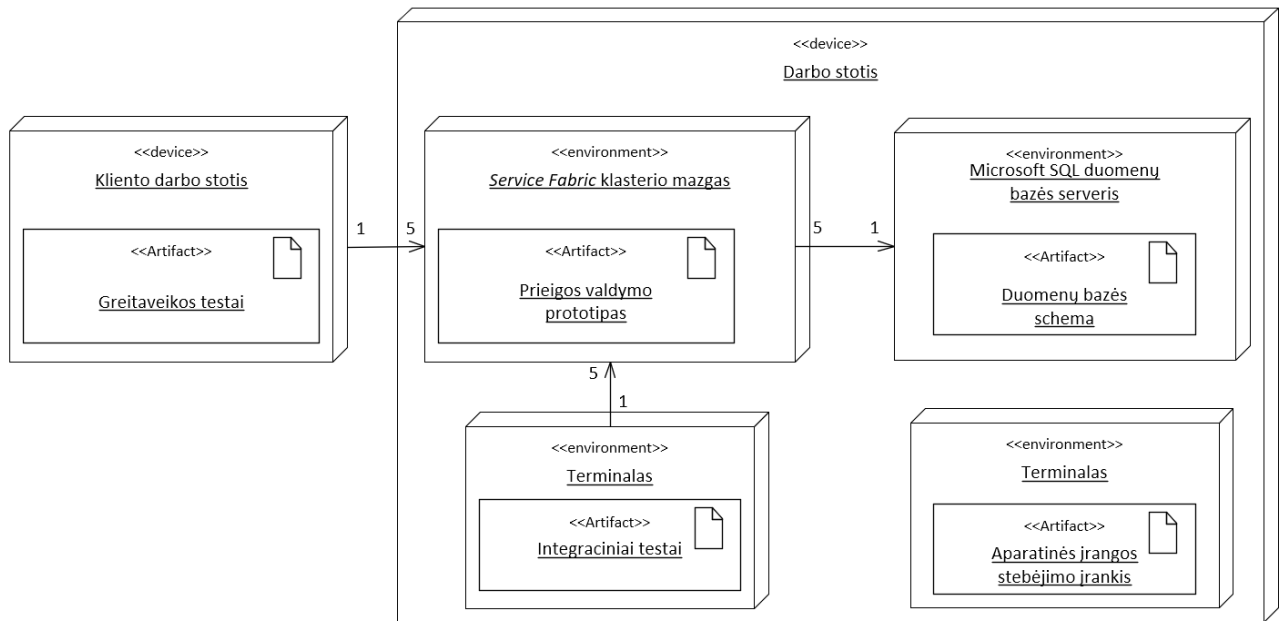 <<device>>
Darbo stotis
<<device>>
Kliento darbo stotis
<<Artifact>>
Greitaveikos testai
1
5
<<environment>>
Service Fabric klasterio mazgas
<<Artifact>>
Prieigos valdymo
prototipas
5
1
<<environment>>
Microsoft SQL duomenų
bazės serveris
<<Artifact>>
Duomenų bazės
schema
5
1
<<environment>>
Terminalas
<<Artifact>>
Integraciniai testai
<<environment>>
Terminalas
<<Artifact>>
Aparatinės įrangos
stebėjimo įrankis